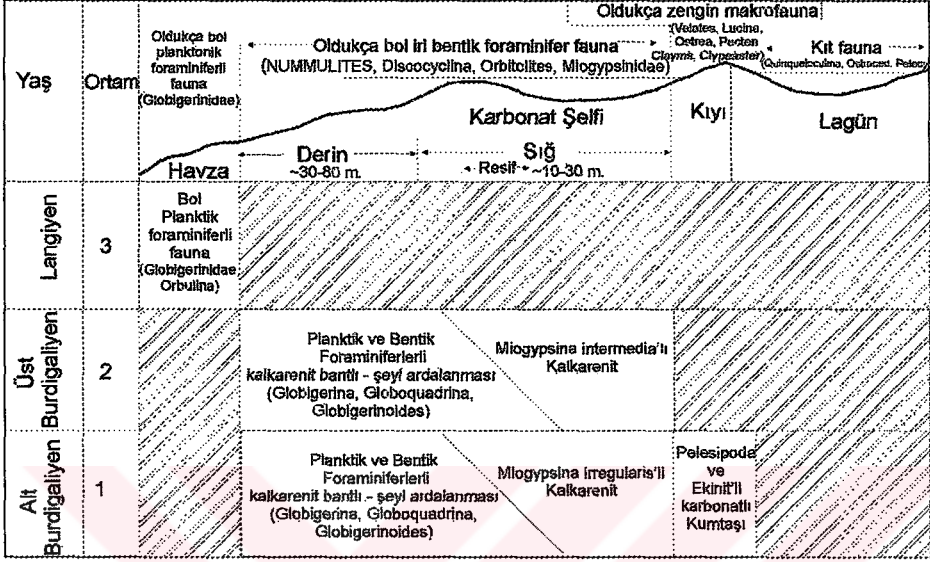 Yaş
Ortam
Oldukça bol
planktonik
foraminiferli
fauna
(Globigerinidae)
Oldukça bol iri bentik foraminifer fauna
(NUMMULITES, Discocyclina, Orbitolites, Miogypsinidae)
Oldukça zengin makrofauna
(Velates, Lucina,
Ostrea, Pecten
Clayms, Clypeaster)
Kıt fauna
(Quinqueloculina, Ostracod, Pelecy
Karbonat Şelfi
Kıyı
Lagün
Havza
Derin
~30-80 m.
Sığ
Resif ~10-30 m.
Langiyen
3
Bol
Planktik
foraminiferli
fauna
(Globigerinidae
Orbulina)
Üst
Burdigaliyen
2
Planktik ve Bentik
Foraminiferlerli
kalkarenit bantlı - şeyl ardalanması
(Globigerina, Globoquadrina,
Globigerinoides)
Miogypsina intermedia'lı
Kalkarenit
Alt
Burdigaliyen
1
Planktik ve Bentik
Foraminiferlerli
kalkarenit bantlı - şeyl ardalanması
(Globigerina, Globoquadrina,
Globigerinoides)
Miogypsina irregularis'li
Kalkarenit
Pelesipoda
ve
Ekinit'li
karbonatlı
Kumtaşı